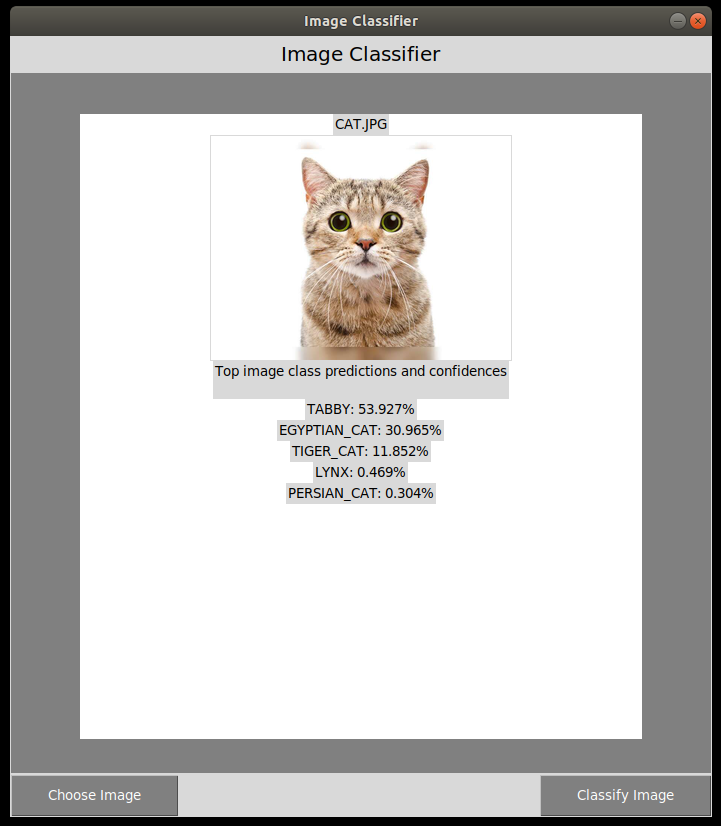 Image Classifier
Image Classifier
CAT.JPG
Top image class predictions and confidences
TABBY: 53.927%
EGYPTIAN_CAT: 30.965%
TIGER_CAT: 11.852%
LYNX: 0.469%
PERSIAN_CAT: 0.304%
Choose Image
Classify Image